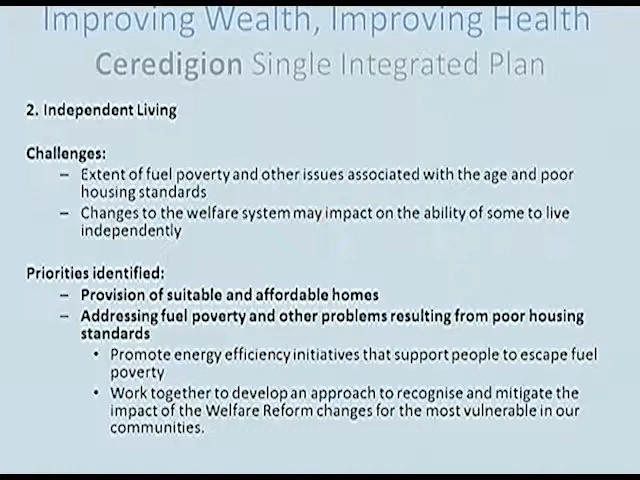 Improving Wealth, Improving Health
Ceredigion Single Integrated Plan
2. Independent Living
Challenges:
– Extent of fuel poverty and other issues associated with the age and poor
housing standards
– Changes to the welfare system may impact on the ability of some to live
independently
Priorities identified:
– Provision of suitable and affordable homes
– Addressing fuel poverty and other problems resulting from poor housing
standards
• Promote energy efficiency initiatives that support people to escape fuel
poverty
• Work together to develop an approach to recognise and mitigate the
impact of the Welfare Reform changes for the most vulnerable in our
communities.